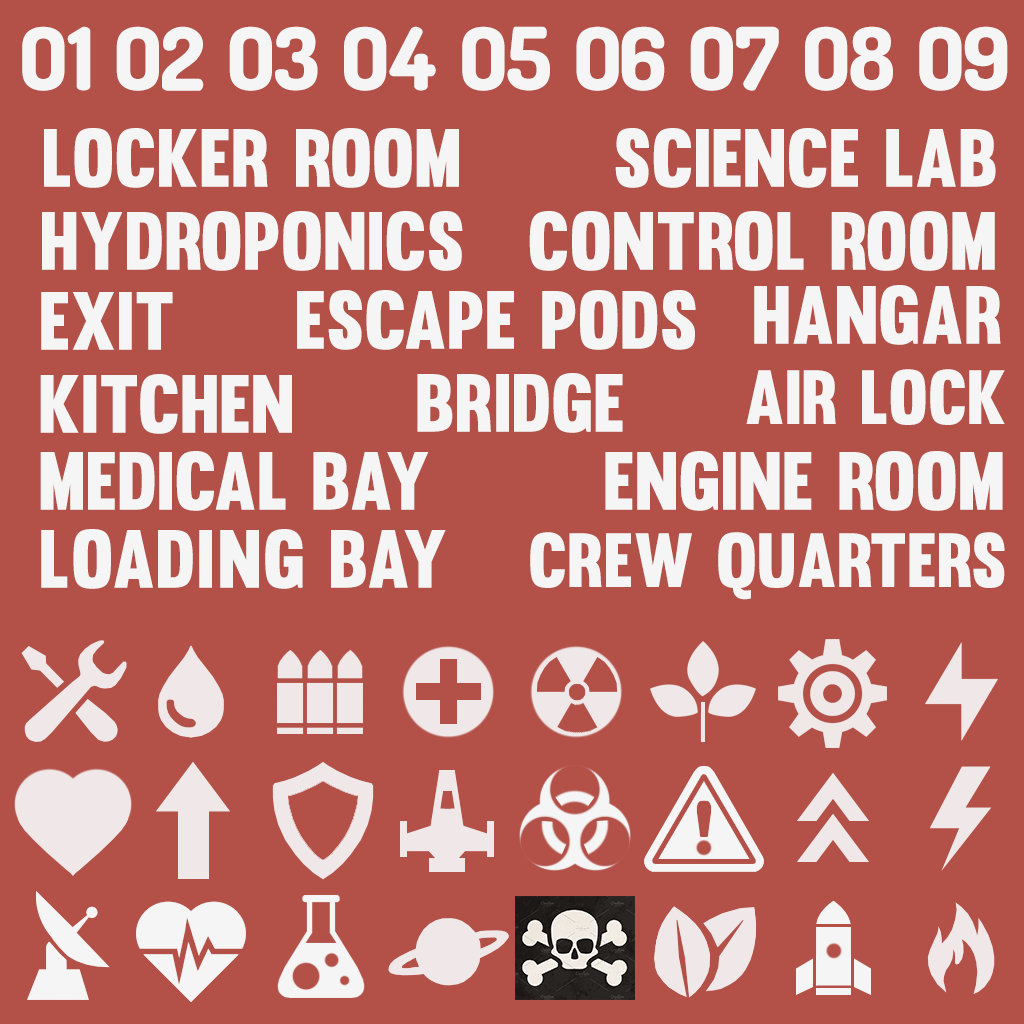 01 02 03 04 05 06 07 08 09
LOCKER ROOM SCIENCE LAB
HYDROPONICS CONTROL ROOM
EXIT ESCAPE PODS HANGAR
KITCHEN BRIDGE AIR LOCK
MEDICAL BAY ENGINE ROOM
LOADING BAY CREW QUARTERS